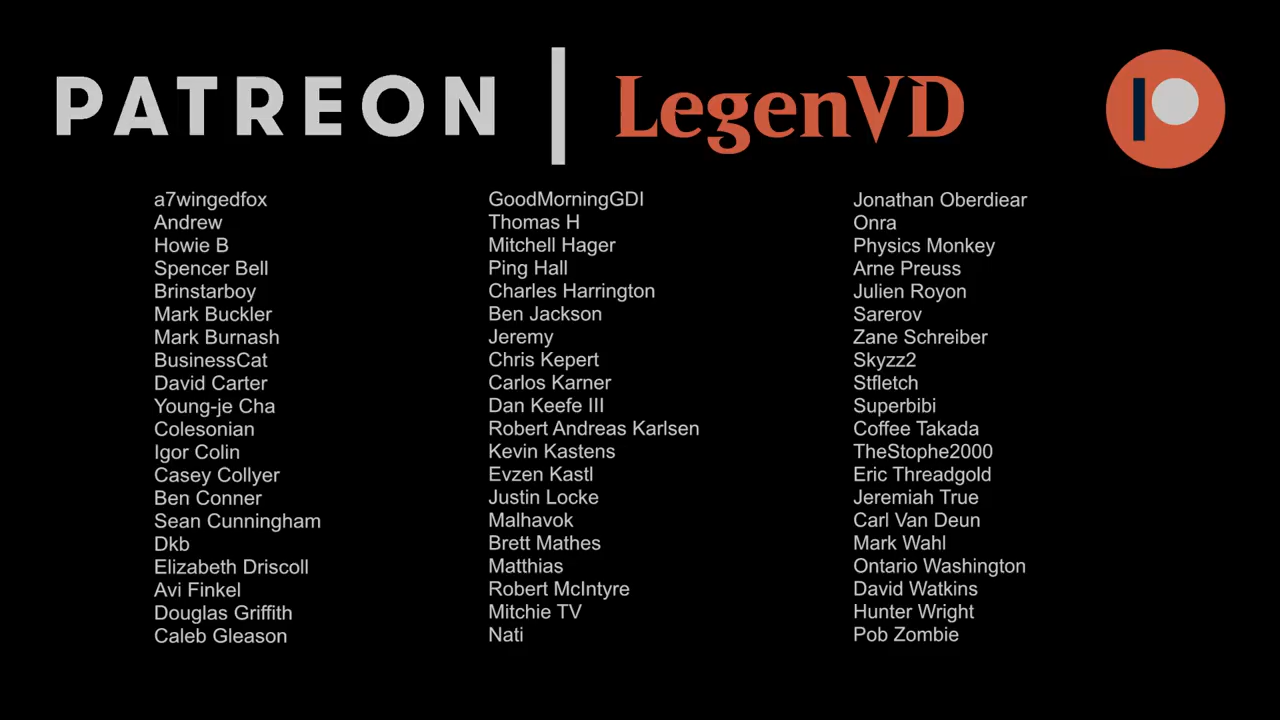 PATREON | LegenVD
a7wingedfox
Andrew
Howie B
Spencer Bell
Brinstarboy
Mark Buckler
Mark Burnash
BusinessCat
David Carter
Young-je Cha
Colesonian
Igor Colin
Casey Collyer
Ben Conner
Sean Cunningham
Dkb
Elizabeth Driscoll
Avi Finkel
Douglas Griffith
Caleb Gleason
GoodMorningGDI
Thomas H
Mitchell Hager
Ping Hall
Charles Harrington
Ben Jackson
Jeremy
Chris Kepert
Carlos Karner
Dan Keefe III
Robert Andreas Karlsen
Kevin Kastens
Evzen Kastl
Justin Locke
Malhavok
Brett Mathes
Matthias
Robert McIntyre
Mitchie TV
Nati
Jonathan Oberdiear
Onra
Physics Monkey
Arne Preuss
Julien Royon
Sarerov
Zane Schreiber
Skyzz2
Stfletch
Superbibi
Coffee Takada
TheStophe2000
Eric Threadgold
Jeremiah True
Carl Van Deun
Mark Wahl
Ontario Washington
David Watkins
Hunter Wright
Pob Zombie